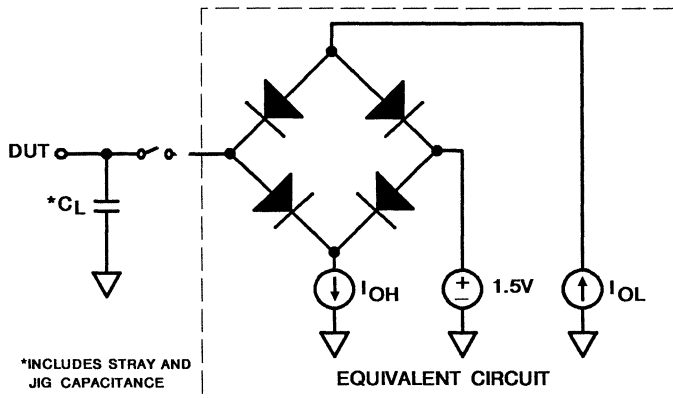 DUT
*CL
IOH
+
−
1.5V
IOL
*INCLUDES STRAY AND
JIG CAPACITANCE
EQUIVALENT CIRCUIT